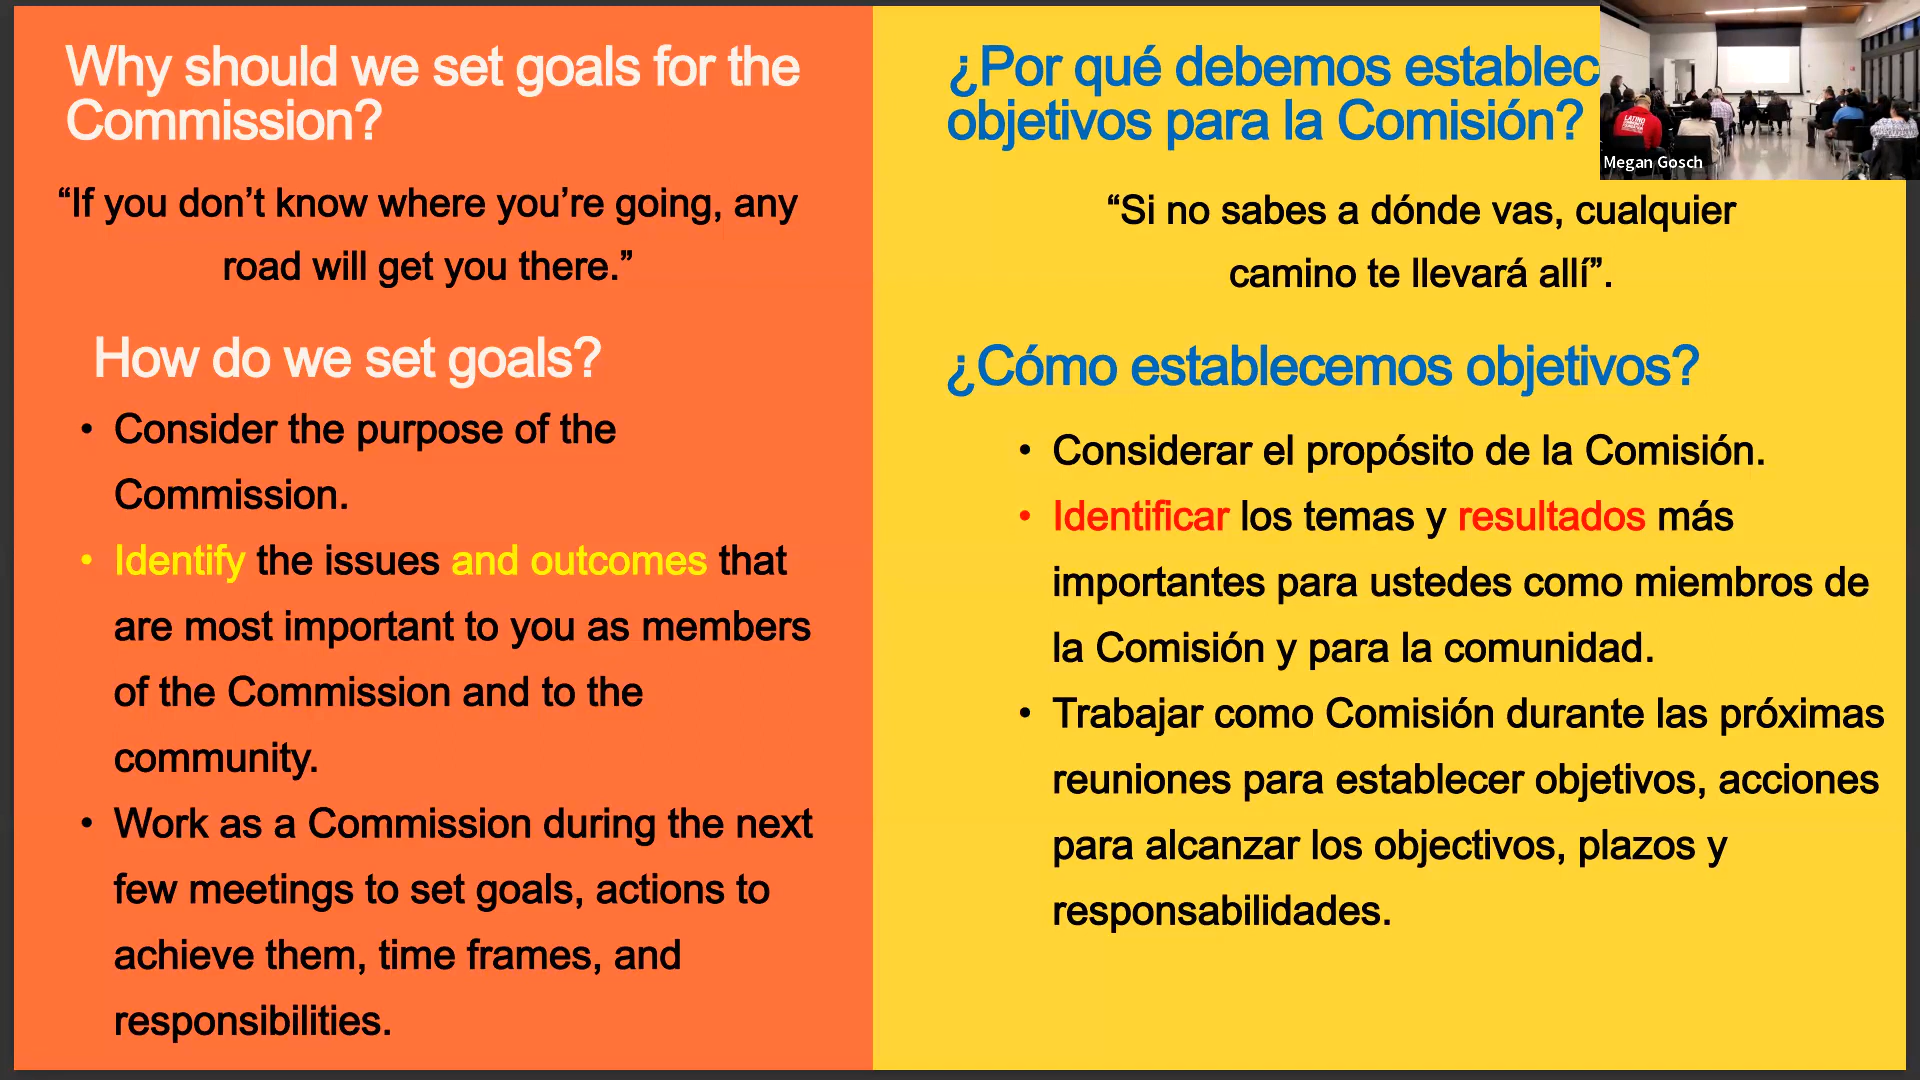 Why should we set goals for the
Commission?
“If you don’t know where you’re going, any
road will get you there.”
How do we set goals?
• Consider the purpose of the
Commission.
• Identify the issues and outcomes that
are most important to you as members
of the Commission and to the
community.
• Work as a Commission during the next
few meetings to set goals, actions to
achieve them, time frames, and
responsibilities.
¿Por qué debemos establec
objetivos para la Comisión?
“Si no sabes a dónde vas, cualquier
camino te llevará allí”.
¿Cómo establecemos objetivos?
• Considerar el propósito de la Comisión.
• Identificar los temas y resultados más
importantes para ustedes como miembros de
la Comisión y para la comunidad.
• Trabajar como Comisión durante las próximas
reuniones para establecer objetivos, acciones
para alcanzar los objectivos, plazos y
responsabilidades.
LATINO
Megan Gosch